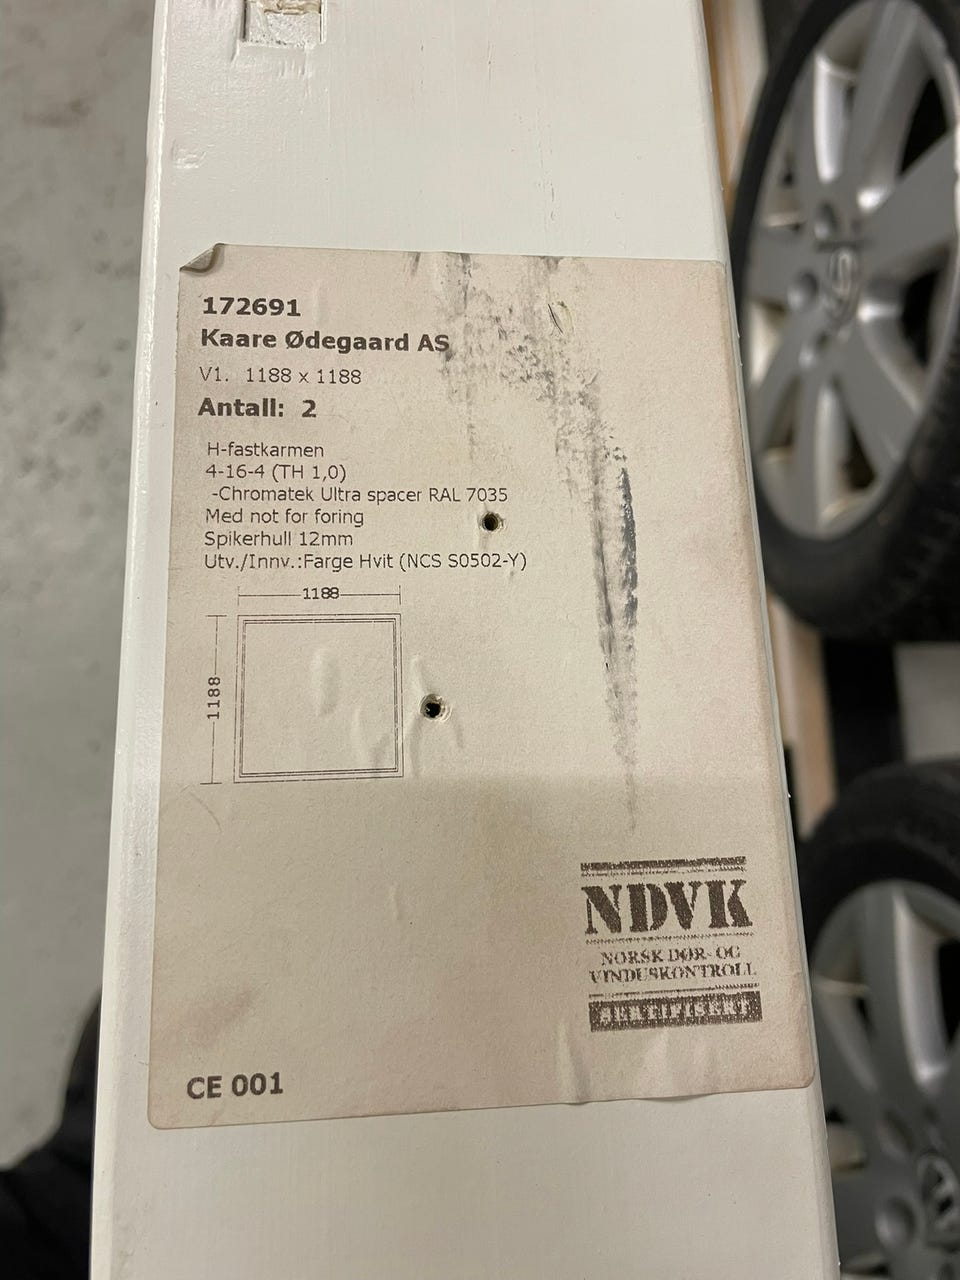 172691
Kaare Ødegaard AS
V1. 1188 x 1188
Antall: 2
H-fastkarmen
4-16-4 (TH 1,0)
-Chromatek Ultra spacer RAL 7035
Med not for foring
Spikerhull 12mm
Utv./Innv.:Farge Hvit (NCS S0502-Y)
1188
1188
NDVK
NORSK DØR- OG
VINDUSKONTROLL
SERTIFISERT
CE 001